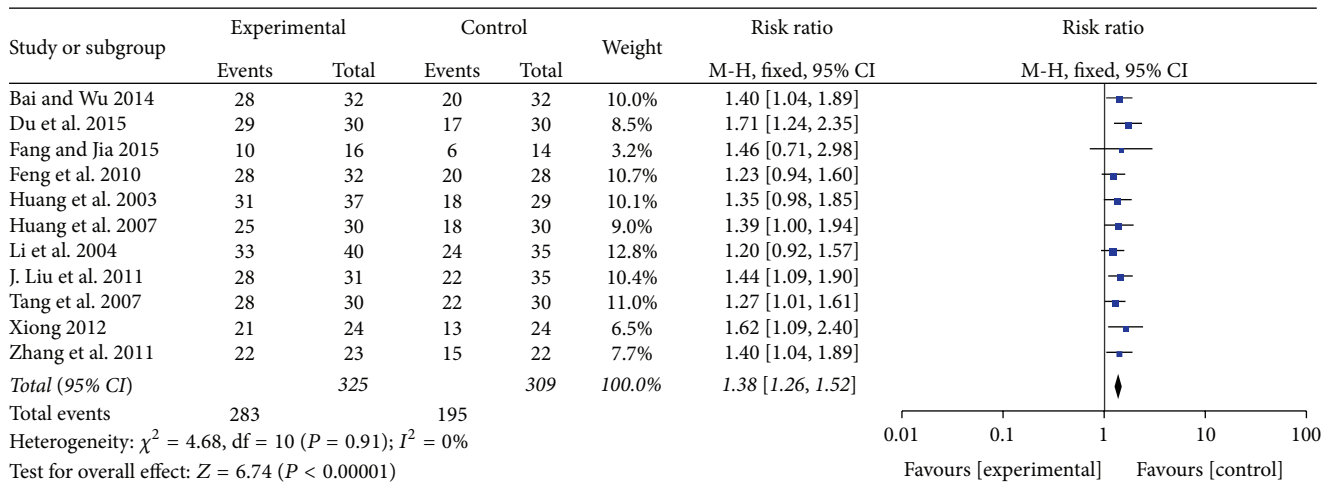 Study or subgroup Experimental Control Weight Risk ratio Risk ratio
Events Total Events Total M-H, fixed, 95% CI M-H, fixed, 95% CI
Bai and Wu 2014 28 32 20 32 10.0% 1.40 [1.04, 1.89]
Du et al. 2015 29 30 17 30 8.5% 1.71 [1.24, 2.35]
Fang and Jia 2015 10 16 6 14 3.2% 1.46 [0.71, 2.98]
Feng et al. 2010 28 32 20 28 10.7% 1.23 [0.94, 1.60]
Huang et al. 2003 31 37 18 29 10.1% 1.35 [0.98, 1.85]
Huang et al. 2007 25 30 18 30 9.0% 1.39 [1.00, 1.94]
Li et al. 2004 33 40 24 35 12.8% 1.20 [0.92, 1.57]
J. Liu et al. 2011 28 31 22 35 10.4% 1.44 [1.09, 1.90]
Tang et al. 2007 28 30 22 30 11.0% 1.27 [1.01, 1.61]
Xiong 2012 21 24 13 24 6.5% 1.62 [1.09, 2.40]
Zhang et al. 2011 22 23 15 22 7.7% 1.40 [1.04, 1.89]
Total (95% CI) 325 309 100.0% 1.38 [1.26, 1.52]
Total events 283 195
Heterogeneity: χ² = 4.68, df = 10 (P = 0.91); I² = 0%
Test for overall effect: Z = 6.74 (P < 0.00001)
0.01 0.1 1 10 100
Favours [experimental] Favours [control]